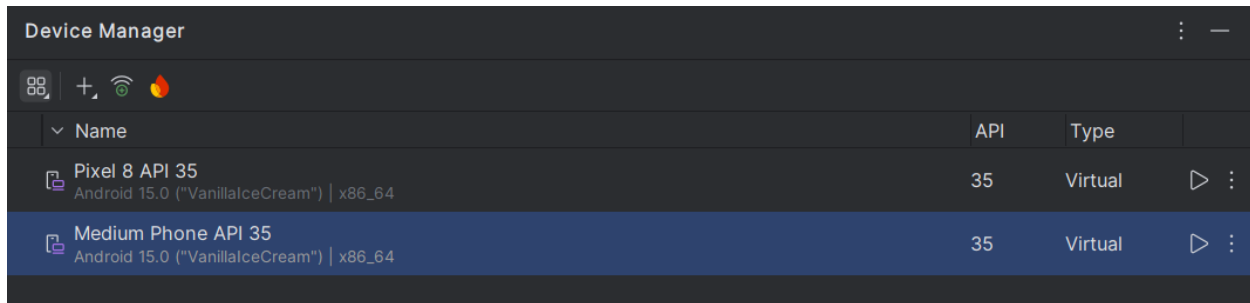 Device Manager
Name API Type
Pixel 8 API 35 35 Virtual
Android 15.0 ("VanillaIceCream") | x86_64
Medium Phone API 35 35 Virtual
Android 15.0 ("VanillaIceCream") | x86_64